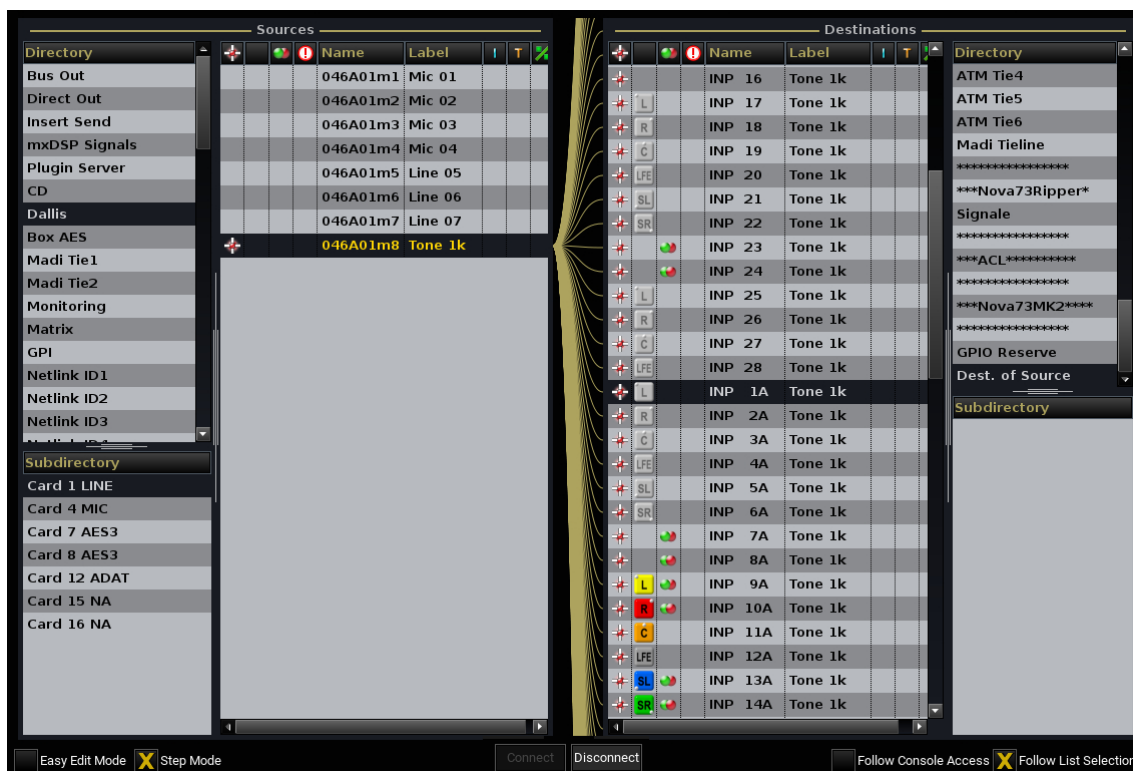 Sources
Destinations
Directory
Bus Out
Direct Out
Insert Send
mxDSP Signals
Plugin Server
CD
Dallis
Box AES
Madi Tie1
Madi Tie2
Monitoring
Matrix
GPI
Netlink ID1
Netlink ID2
Netlink ID3
Subdirectory
Card 1 LINE
Card 4 MIC
Card 7 AES3
Card 8 AES3
Card 12 ADAT
Card 15 NA
Card 16 NA
Name Label I T
046A01m1 Mic 01
046A01m2 Mic 02
046A01m3 Mic 03
046A01m4 Mic 04
046A01m5 Line 05
046A01m6 Line 06
046A01m7 Line 07
046A01m8 Tone 1k
Name Label I T
INP 16 Tone 1k
L INP 17 Tone 1k
R INP 18 Tone 1k
C INP 19 Tone 1k
LFE INP 20 Tone 1k
SL INP 21 Tone 1k
SR INP 22 Tone 1k
INP 23 Tone 1k
INP 24 Tone 1k
L INP 25 Tone 1k
R INP 26 Tone 1k
C INP 27 Tone 1k
LFE INP 28 Tone 1k
L INP 1A Tone 1k
R INP 2A Tone 1k
C INP 3A Tone 1k
LFE INP 4A Tone 1k
SL INP 5A Tone 1k
SR INP 6A Tone 1k
INP 7A Tone 1k
INP 8A Tone 1k
L INP 9A Tone 1k
R INP 10A Tone 1k
C INP 11A Tone 1k
LFE INP 12A Tone 1k
SL INP 13A Tone 1k
SR INP 14A Tone 1k
Directory
ATM Tie4
ATM Tie5
ATM Tie6
Madi Tieline
****************
***Nova73Ripper*
Signale
****************
***ACL**********
****************
***Nova73MK2****
****************
GPIO Reserve
Dest. of Source
Subdirectory
Easy Edit Mode X Step Mode
Connect Disconnect
Follow Console Access X Follow List Selection